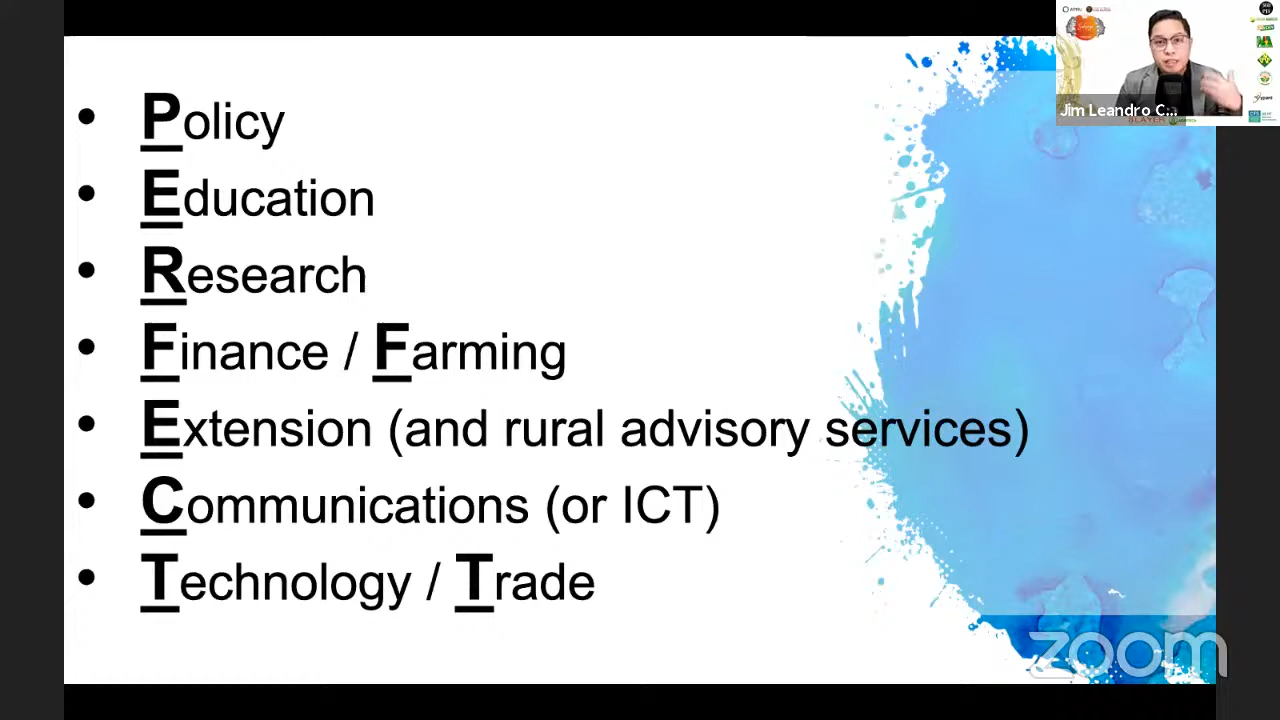 Policy
Education
Research
Finance / Farming
Extension (and rural advisory services)
Communications (or ICT)
Technology / Trade
Jim Leandro C...
zoom